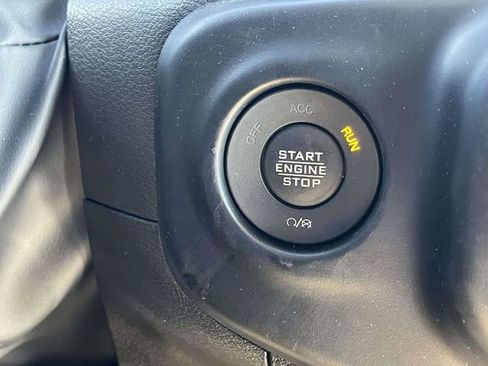 OFF
ACC
RUN
START
ENGINE
STOP